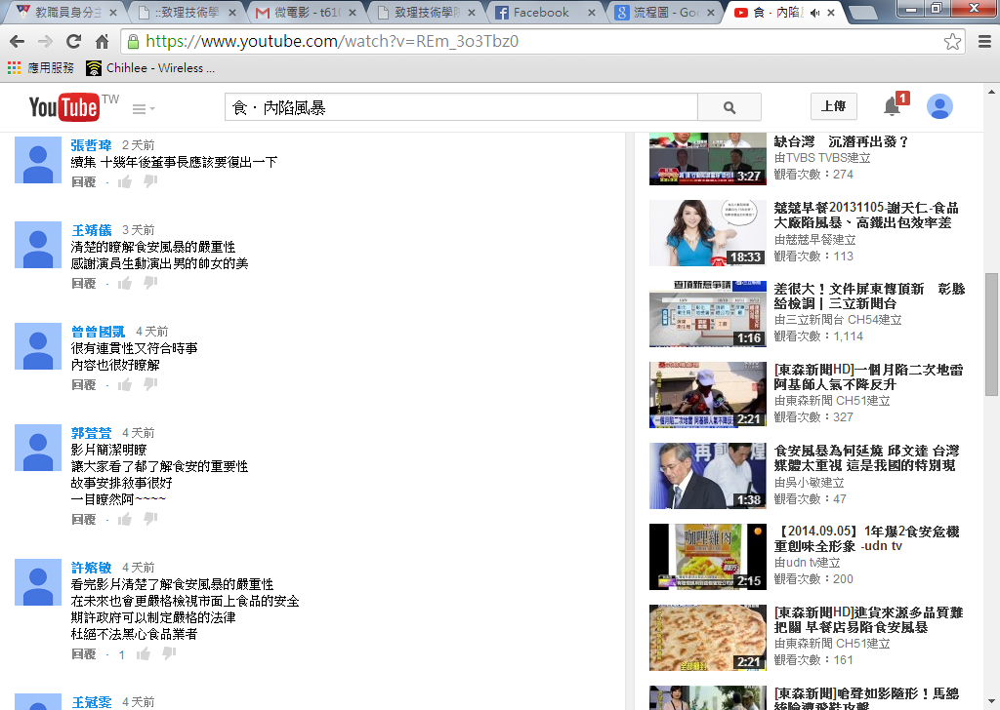 教職員身分主
::致理技術學
微電影 - t610
致理技術學院
Facebook
流程圖 - Goo
食．內陷風
https://www.youtube.com/watch?v=REm_3o3Tbz0
應用服務
Chihlee - Wireless ...
YouTube TW
食．內陷風暴
上傳
1
張哲瑋 2 天前
續集 十幾年後董事長應該要復出一下
回覆 ·
王靖儀 3 天前
清楚的瞭解食安風暴的嚴重性
感謝演員生動演出男的帥女的美
回覆 ·
曾曾國凱 4 天前
很有連貫性又符合時事
內容也很好瞭解
回覆 ·
郭萱萱 4 天前
影片簡潔明瞭
讓大家看了都了解食安的重要性
故事安排敘事很好
一目瞭然阿~~~~
回覆 ·
許嫆敏 4 天前
看完影片清楚了解食安風暴的嚴重性
在未來也會更嚴格檢視市面上食品的安全
期許政府可以制定嚴格的法律
杜絕不法黑心食品業者
回覆 · 1
王冠雯 4 天前
3:27
缺台灣　沉潛再出發？
由TVBS TVBS建立
觀看次數：274
18:33
蔻蔻早餐20131105-謝天仁-食品
大廠陷風暴、高鐵出包效率差
由蔻蔻早餐建立
觀看次數：113
查頂新意爭議
1:16
差很大！文件屏東傳頂新　彰縣
給檢調｜三立新聞台
由三立新聞台 CH54建立
觀看次數：1,114
2:21
[東森新聞HD]一個月陷二次地雷
阿基師人氣不降反升
由東森新聞 CH51建立
觀看次數：327
1:38
食安風暴為何延燒 邱文達 台灣
媒體太重視 這是我國的特別現
由吳小敏建立
觀看次數：47
咖哩雞肉
2:15
【2014.09.05】1年爆2食安危機
重創味全形象 -udn tv
由udn tv建立
觀看次數：200
2:21
[東森新聞HD]進貨來源多品質難
把關 早餐店易陷食安風暴
由東森新聞 CH51建立
觀看次數：161
[東森新聞HD]嗆聲如影隨形！馬總
統輪遭飛鞋攻擊